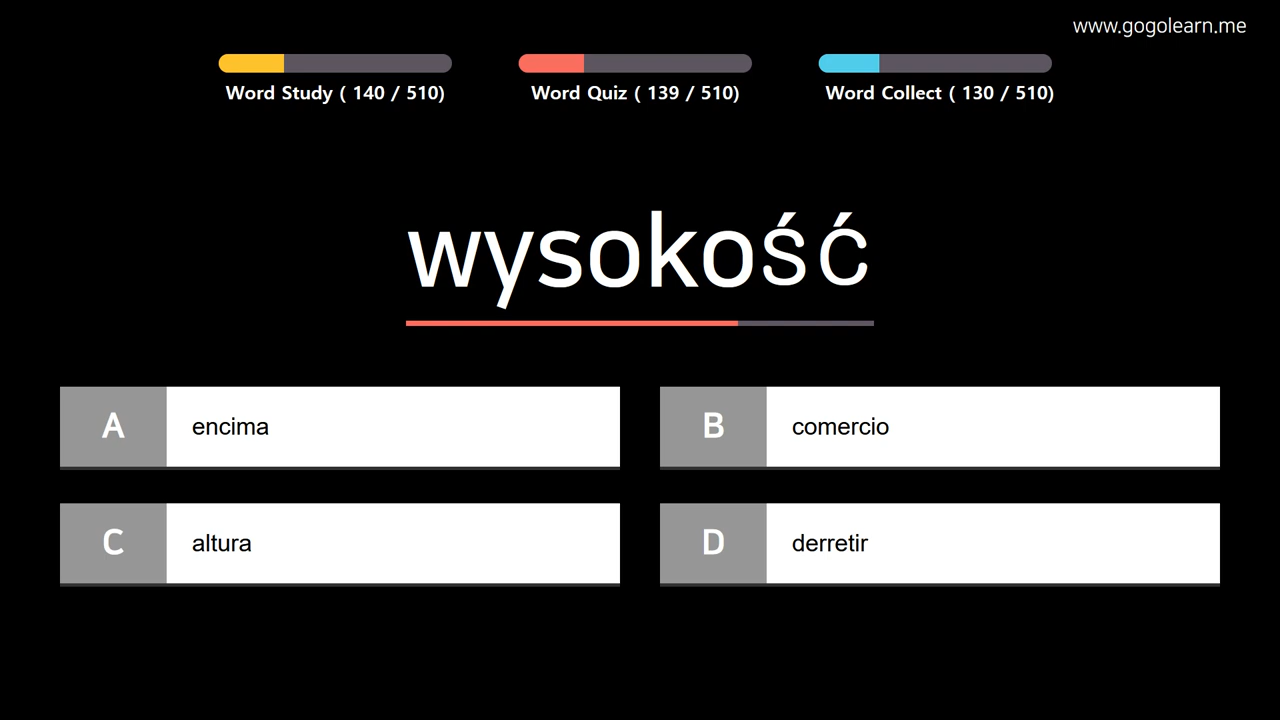 www.gogolearn.me
Word Study ( 140 / 510)
Word Quiz ( 139 / 510)
Word Collect ( 130 / 510)
wysokość
A encima
B comercio
C altura
D derretir